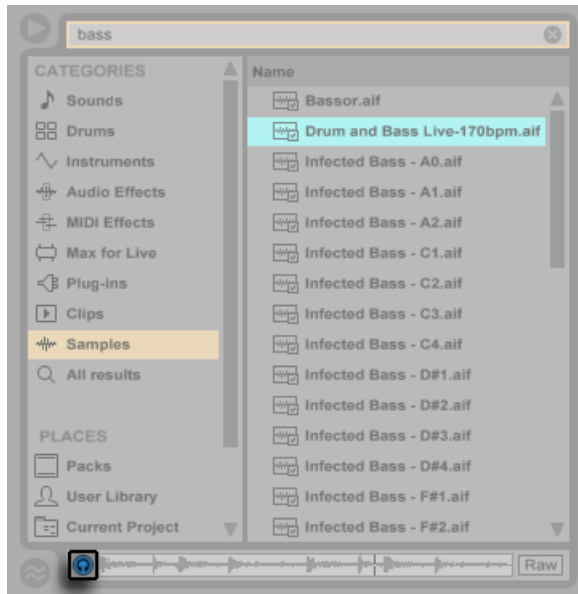 bass
CATEGORIES
Sounds
Drums
Instruments
Audio Effects
MIDI Effects
Max for Live
Plug-ins
Clips
Samples
All results
PLACES
Packs
User Library
Current Project
Name
Bassor.aif
Drum and Bass Live-170bpm.aif
Infected Bass - A0.aif
Infected Bass - A1.aif
Infected Bass - A2.aif
Infected Bass - C1.aif
Infected Bass - C2.aif
Infected Bass - C3.aif
Infected Bass - C4.aif
Infected Bass - D#1.aif
Infected Bass - D#2.aif
Infected Bass - D#3.aif
Infected Bass - D#4.aif
Infected Bass - F#1.aif
Infected Bass - F#2.aif
Raw